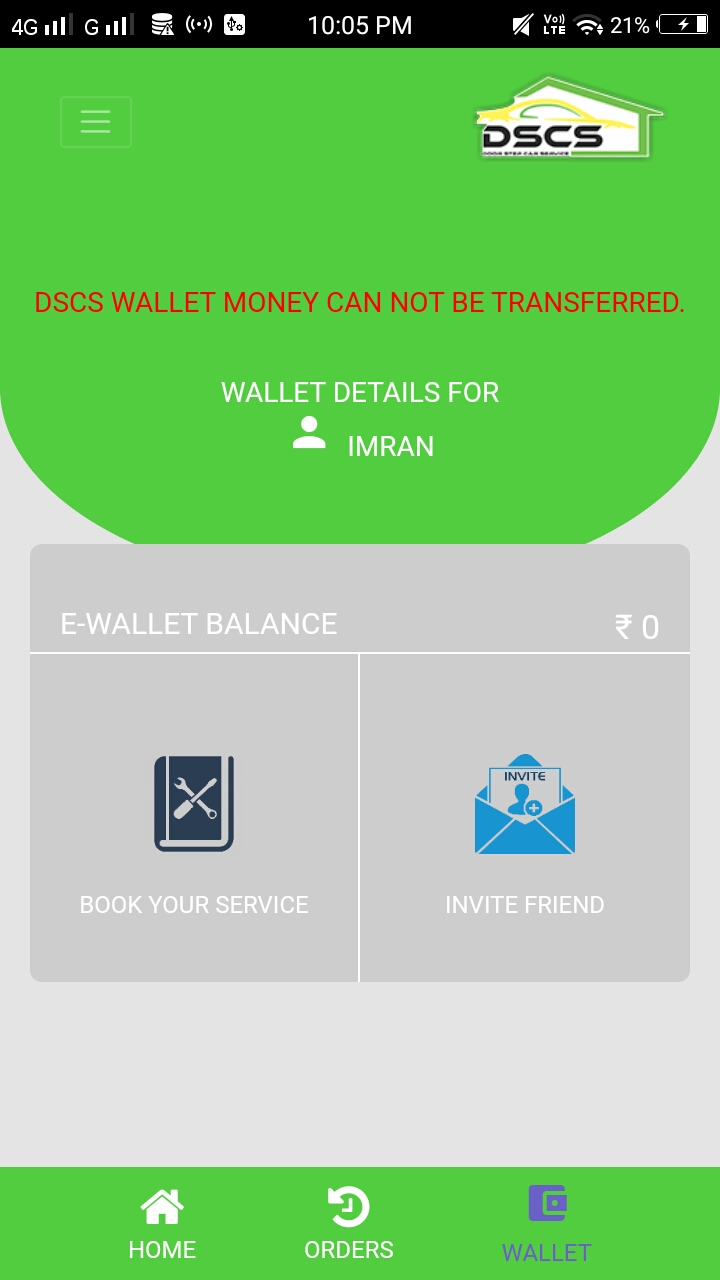 4G G 10:05 PM Vo)) LTE 21%
DSCS
DOOR STEP CAR SERVICE
DSCS WALLET MONEY CAN NOT BE TRANSFERRED.
WALLET DETAILS FOR
IMRAN
E-WALLET BALANCE ₹ 0
INVITE
BOOK YOUR SERVICE INVITE FRIEND
HOME ORDERS WALLET